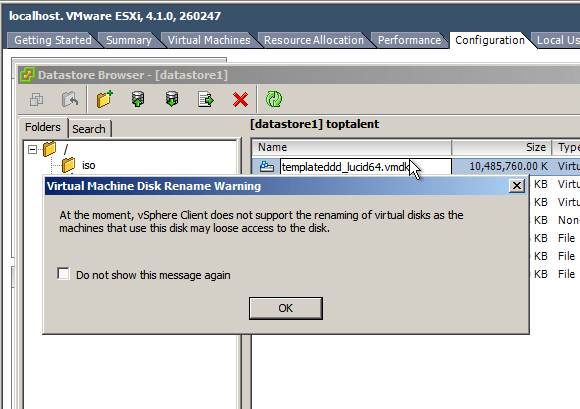 localhost. VMware ESXi, 4.1.0, 260247
Getting Started Summary Virtual Machines Resource Allocation Performance Configuration Local Us
Datastore Browser - [datastore1]
Folders Search
[datastore1] toptalent
/
iso
Name Size Type
templateddd_lucid64.vmdk 10,485,760.00 K Virtu
Virtual Machine Disk Rename Warning
At the moment, vSphere Client does not support the renaming of virtual disks as the
machines that use this disk may loose access to the disk.
Do not show this message again
OK
KB Virtu
KB Virtu
KB Non-
KB File
KB File
KB File